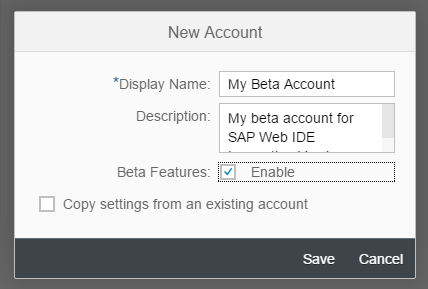 New Account
*Display Name: My Beta Account
Description: My beta account for
SAP Web IDE
Beta Features: Enable
Copy settings from an existing account
Save Cancel